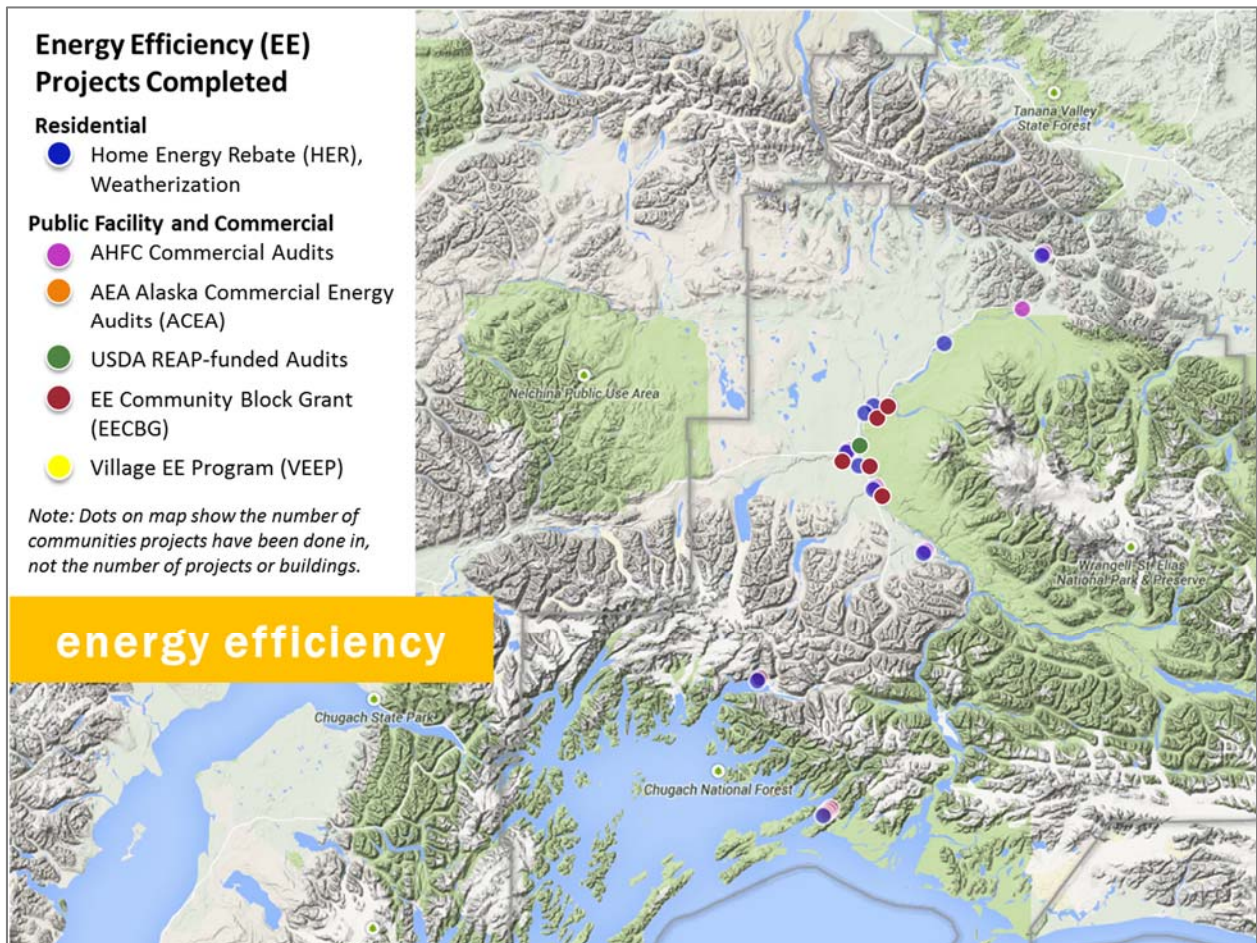 Energy Efficiency (EE)
Projects Completed
Residential
Home Energy Rebate (HER),
Weatherization
Public Facility and Commercial
AHFC Commercial Audits
AEA Alaska Commercial Energy
Audits (ACEA)
USDA REAP-funded Audits
EE Community Block Grant
(EECBG)
Village EE Program (VEEP)
Note: Dots on map show the number of
communities projects have been done in,
not the number of projects or buildings.
energy efficiency
Tanana Valley
State Forest
Nelchina Public Use Area
Wrangell-St. Elias
National Park & Preserve
Chugach State Park
Chugach National Forest